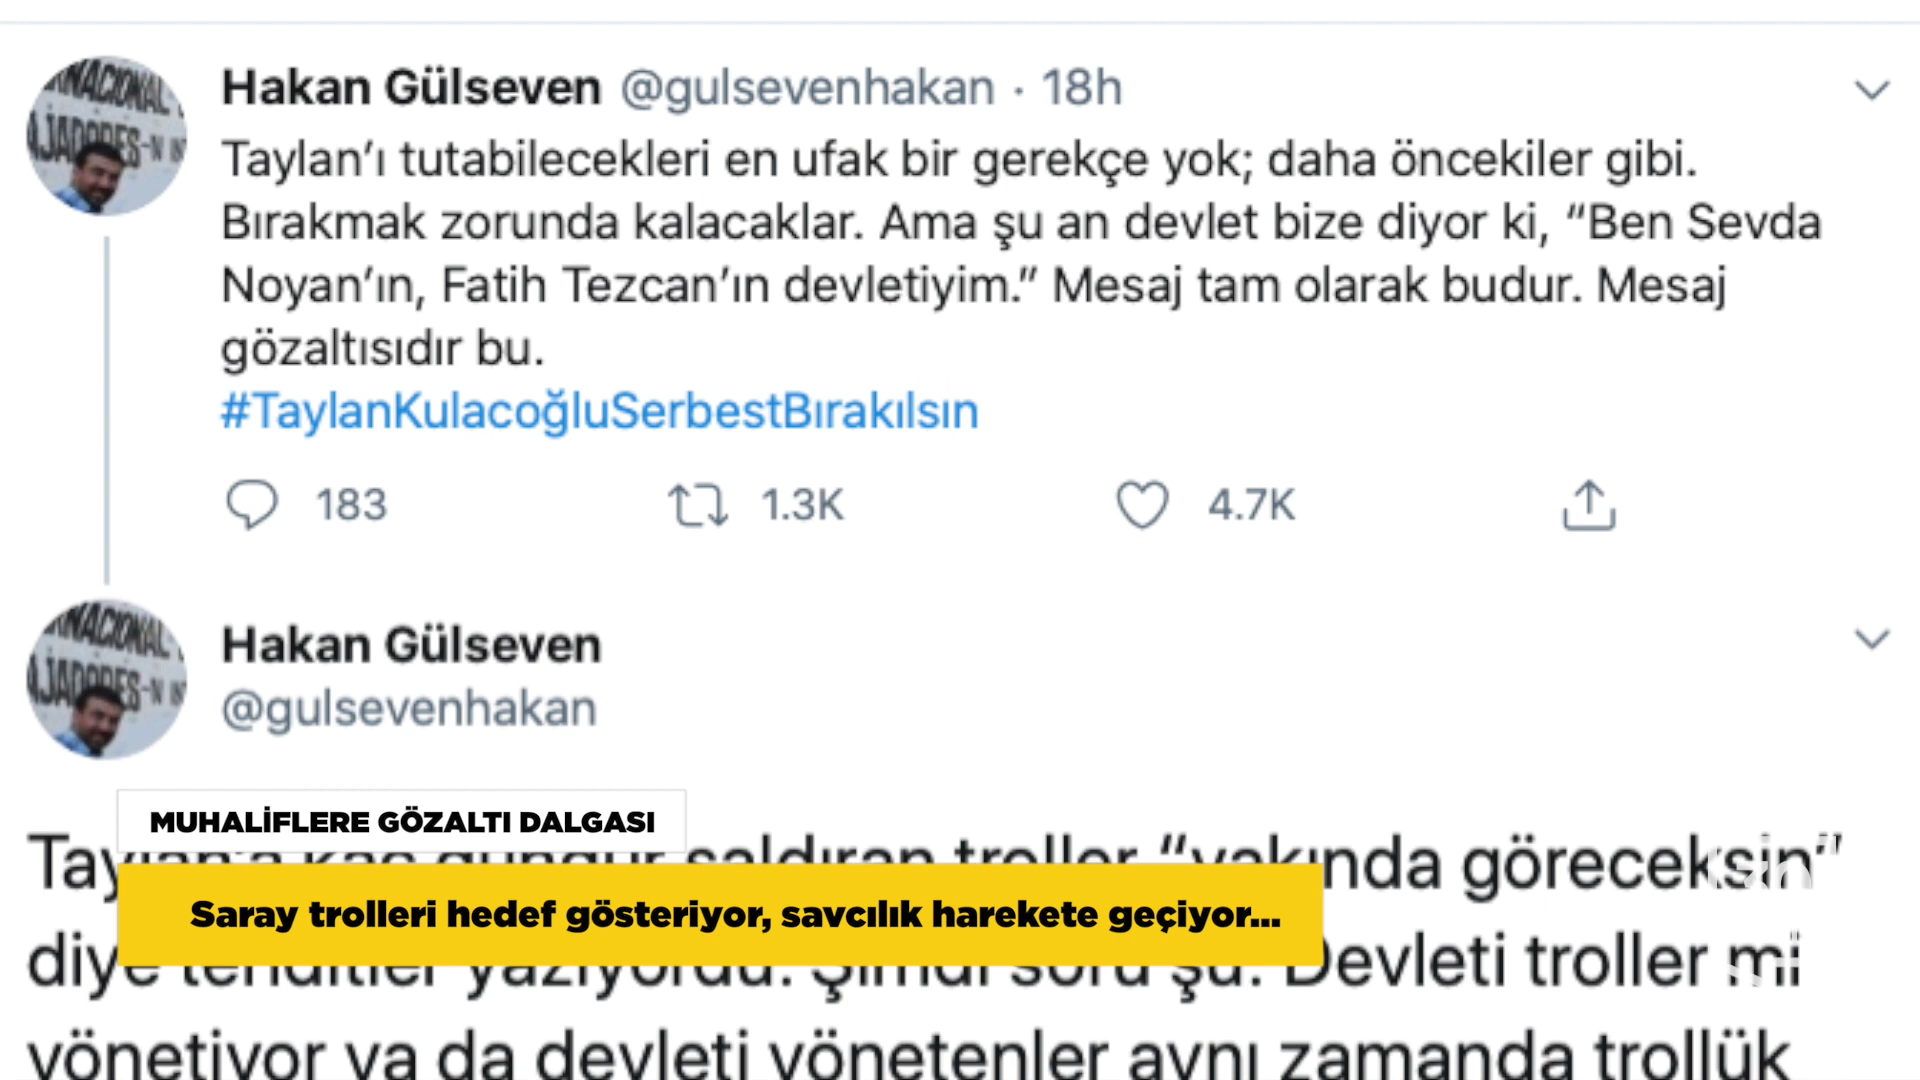 Hakan Gülseven @gulsevenhakan · 18h
Taylan’ı tutabilecekleri en ufak bir gerekçe yok; daha öncekiler gibi.
Bırakmak zorunda kalacaklar. Ama şu an devlet bize diyor ki, “Ben Sevda
Noyan’ın, Fatih Tezcan’ın devletiyim.” Mesaj tam olarak budur. Mesaj
gözaltısıdır bu.
#TaylanKulacoğluSerbestBırakılsın
183 1.3K 4.7K
Hakan Gülseven
@gulsevenhakan
MUHALİFLERE GÖZALTI DALGASI
Taylan’a kaç gündür saldıran troller “yakında göreceksin”
Saray trolleri hedef gösteriyor, savcılık harekete geçiyor...
diye tehditler yazıyordu. Şimdi soru şu: Devleti troller mi
yönetiyor ya da devleti yönetenler aynı zamanda trollük